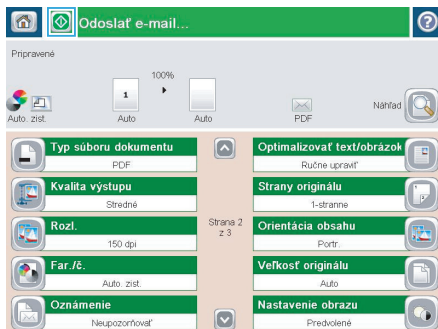 Odoslať e-mail...
Pripravené
100%
1
Auto. zist.
Auto
Auto
PDF
Náhľad
Typ súboru dokumentu
PDF
Optimalizovať text/obrázok
Ručne upraviť
Kvalita výstupu
Stredné
Strany originálu
1-stranne
Rozl.
150 dpi
Strana 2
z 3
Orientácia obsahu
Portr.
Far./č.
Auto. zist.
Veľkosť originálu
Auto
Oznámenie
Neupozorňovať
Nastavenie obrazu
Predvolené